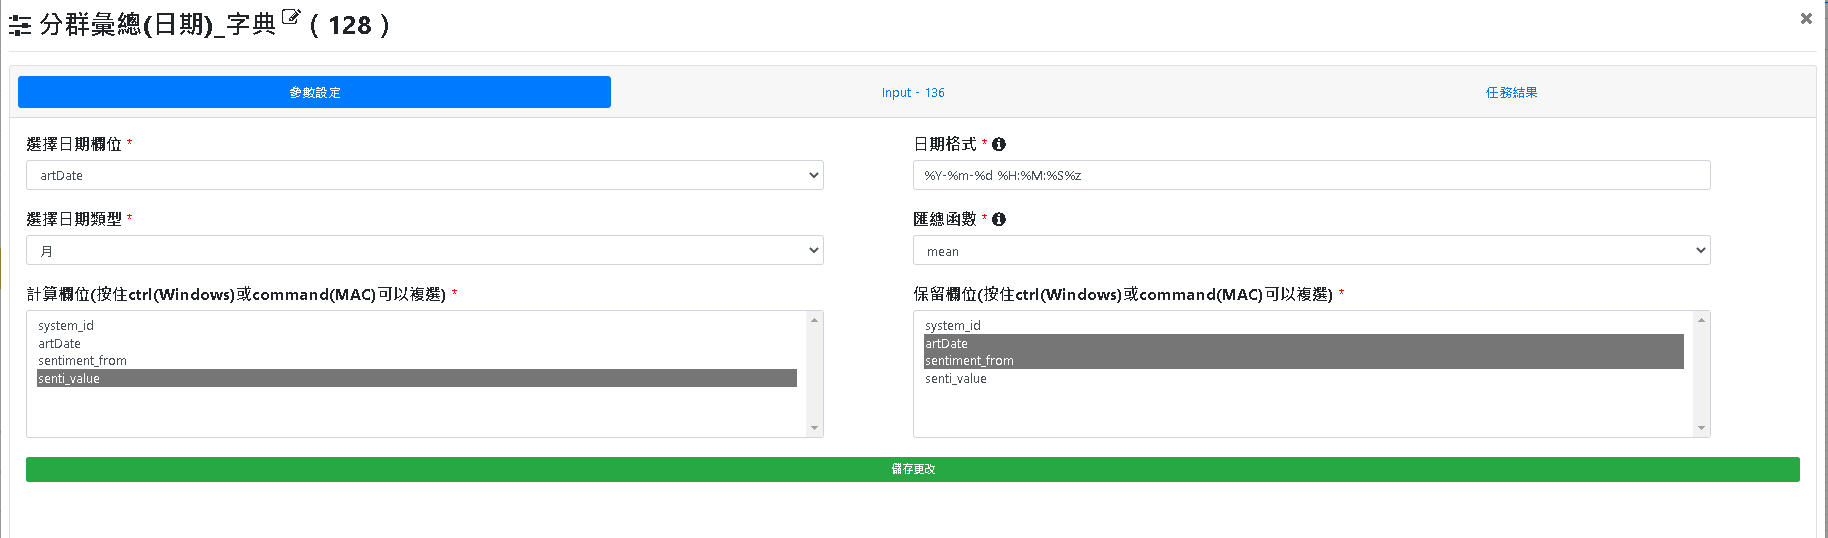 分群彙總(日期)_字典 ( 128 )
參數設定
Input - 136
任務結果
選擇日期欄位 *
日期格式 *
artDate
%Y-%m-%d %H:%M:%S%z
選擇日期類型 *
匯總函數 *
月
mean
計算欄位(按住ctrl(Windows)或command(MAC)可以複選) *
保留欄位(按住ctrl(Windows)或command(MAC)可以複選) *
system_id
artDate
sentiment_from
senti_value
system_id
artDate
sentiment_from
senti_value
儲存更改